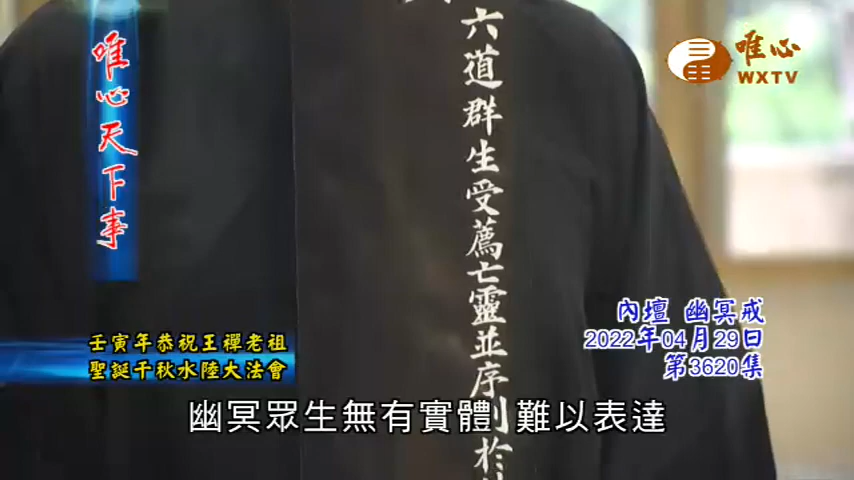 唯心天下事
六道群生受薦亡靈並序列於
唯心
WXTV
內壇 幽冥戒
2022年04月29日
第3620集
壬寅年恭祝王禪老祖
聖誕千秋水陸大法會
幽冥眾生無有實體 難以表達